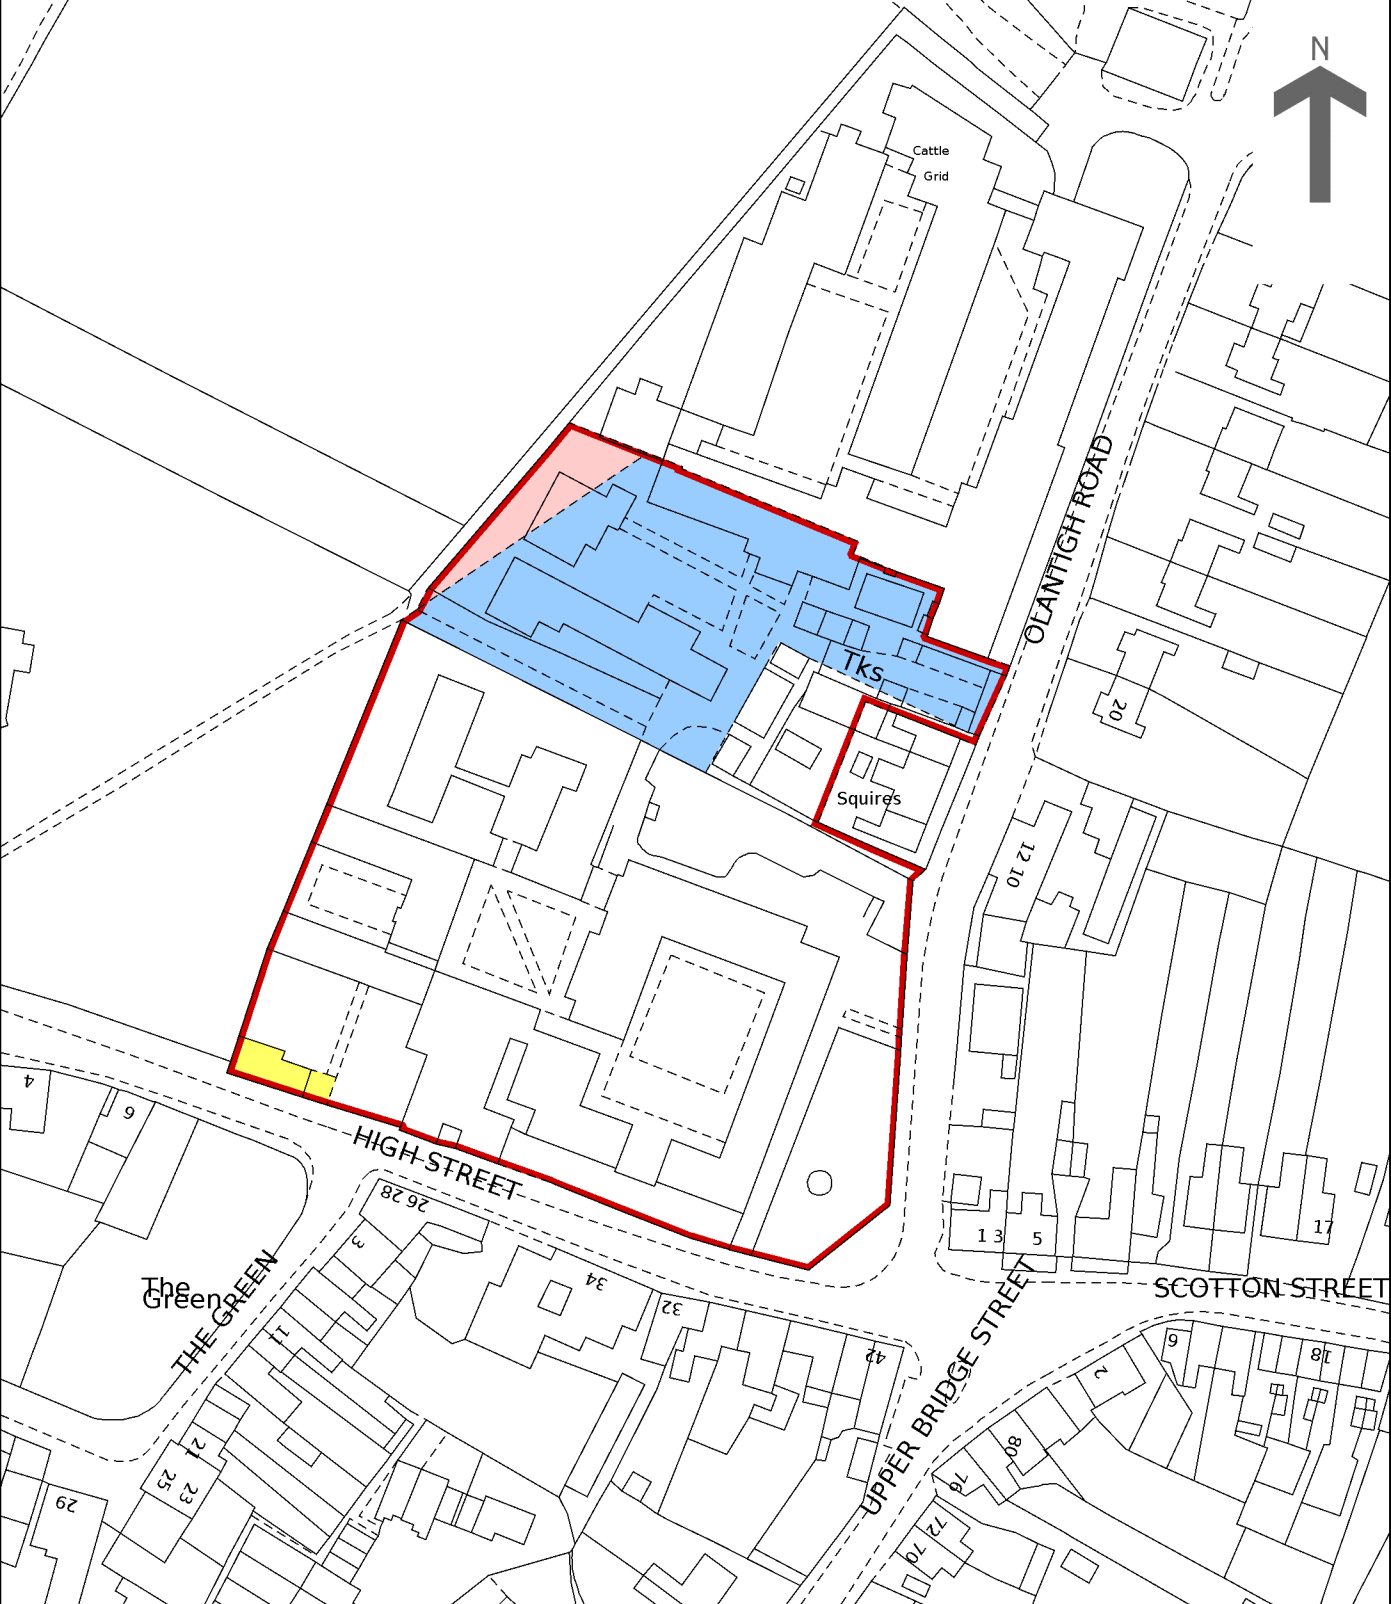 N
Cattle
Grid
OLANTIGH ROAD
Tks
20
Squires
12 10
4
6
HIGH STREET
26 28
3
1 3
5
17
The
Green
THE GREEN
34
32
SCOTTON STREET
11
42
6
18
2
UPPER BRIDGE STREET
21
25
23
29
80
76
72
70